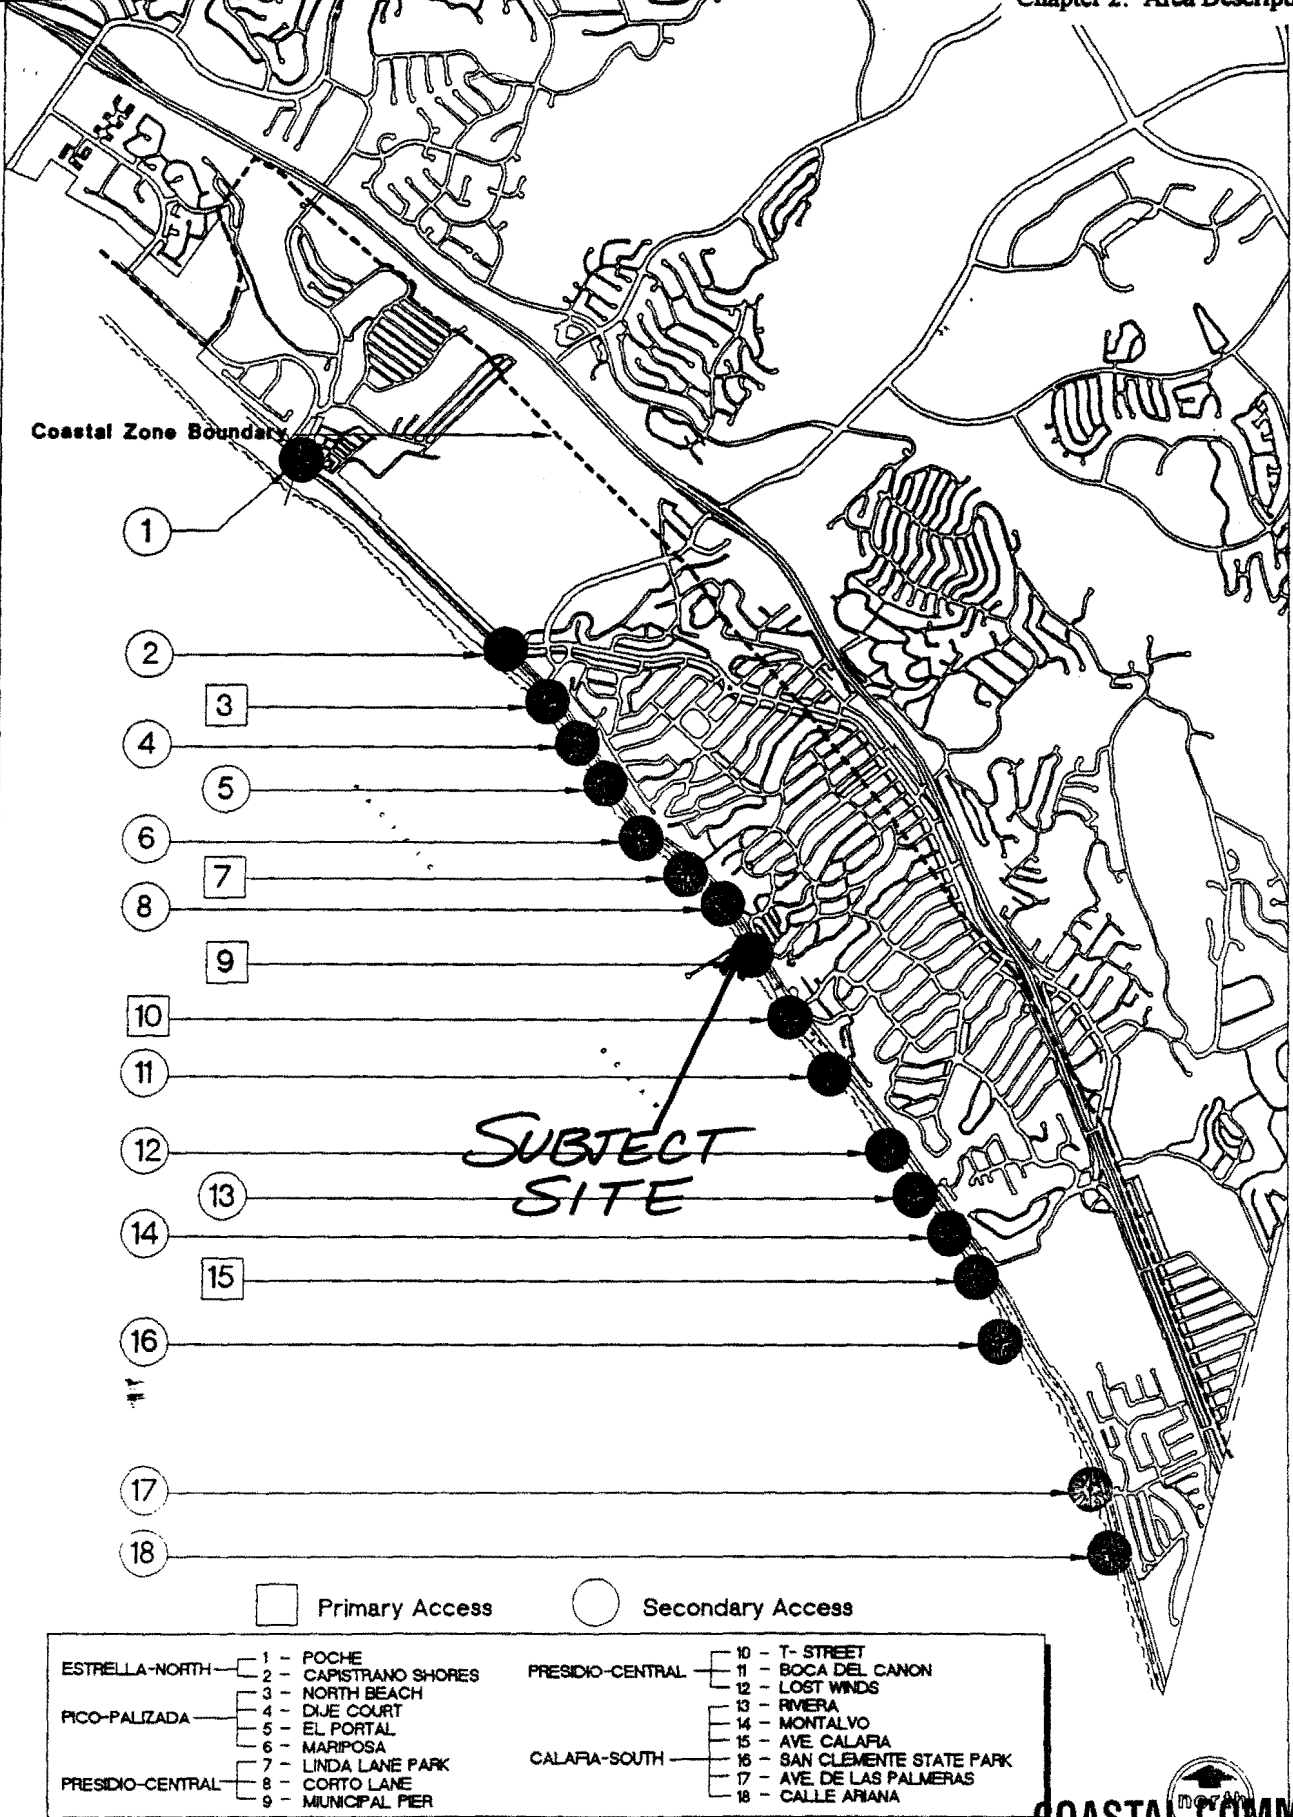 Chapter 2: Area
Coastal Zone Boundary
1
2
3
4
5
6
7
8
9
10
11
12
13
14
15
16
17
18
SUBJECT
SITE
Primary Access
Secondary Access
ESTRELLA-NORTH
1 - POCHE
2 - CAPISTRANO SHORES
PICO-PALIZADA
3 - NORTH BEACH
4 - DIJE COURT
5 - EL PORTAL
6 - MARIPOSA
PRESIDIO-CENTRAL
7 - LINDA LANE PARK
8 - CORTO LANE
9 - MIUNICIPAL PIER
PRESIDIO-CENTRAL
10 - T- STREET
11 - BOCA DEL CANON
12 - LOST WINDS
CALAFIA-SOUTH
13 - RIVIERA
14 - MONTALVO
15 - AVE. CALAFIA
16 - SAN CLEMENTE STATE PARK
17 - AVE. DE LAS PALMERAS
18 - CALLE ARIANA
north
COASTAL